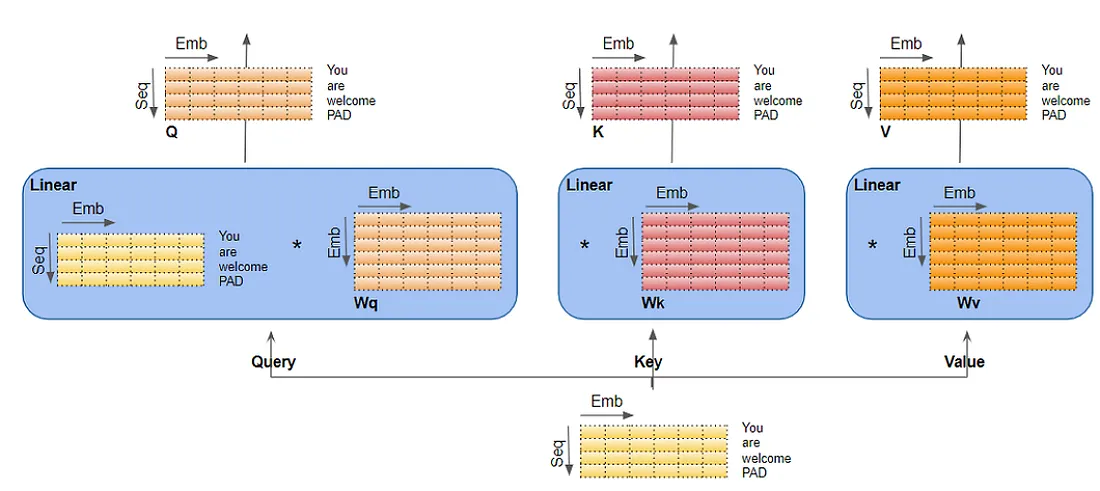 Emb
Seq
You
are
welcome
PAD
Q
Emb
Seq
You
are
welcome
PAD
K
Emb
Seq
You
are
welcome
PAD
V
Linear
Emb
Seq
You
are
welcome
PAD
*
Emb
Emb
Wq
Linear
*
Emb
Emb
Wk
Linear
*
Emb
Emb
Wv
Query
Key
Value
Emb
Seq
You
are
welcome
PAD